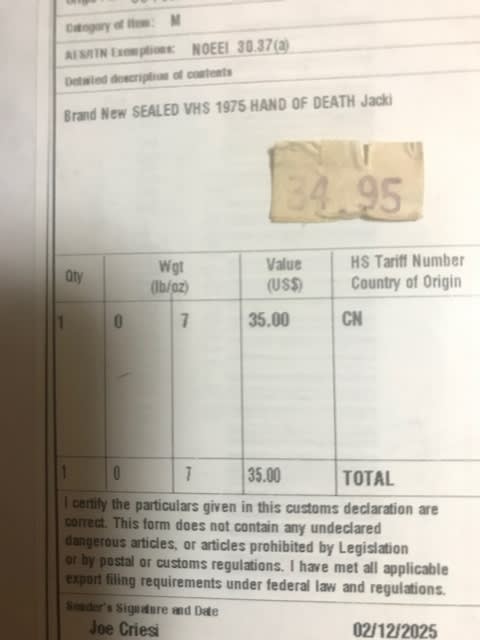 Category of Item: M
AES/ITN Exemptions: NOEEI 30.37(a)
Detailed description of contents
Brand New SEALED VHS 1975 HAND OF DEATH Jacki
34.95
Qty Wgt (lb/oz) Value (US$) HS Tariff Number Country of Origin
1 0 7 35.00 CN
1 0 7 35.00 TOTAL
I certify the particulars given in this customs declaration are
correct. This form does not contain any undeclared
dangerous articles, or articles prohibited by Legislation
or by postal or customs regulations. I have met all applicable
export filing requirements under federal law and regulations.
Sender's Signature and Date
Joe Criesi 02/12/2025